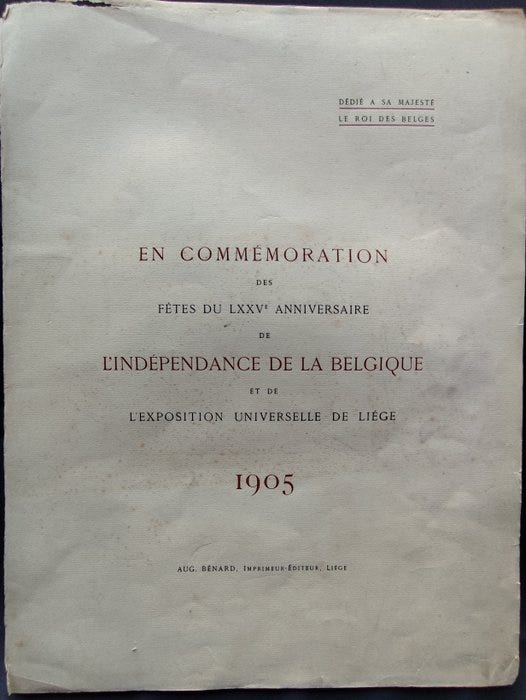 DÉDIÉ A SA MAJESTÉ
LE ROI DES BELGES
EN COMMÉMORATION
DES
FÊTES DU LXXVᴱ ANNIVERSAIRE
DE
L'INDÉPENDANCE DE LA BELGIQUE
ET DE
L'EXPOSITION UNIVERSELLE DE LIÉGE
1905
AUG. BÉNARD, IMPRIMEUR-ÉDITEUR, LIÉGE